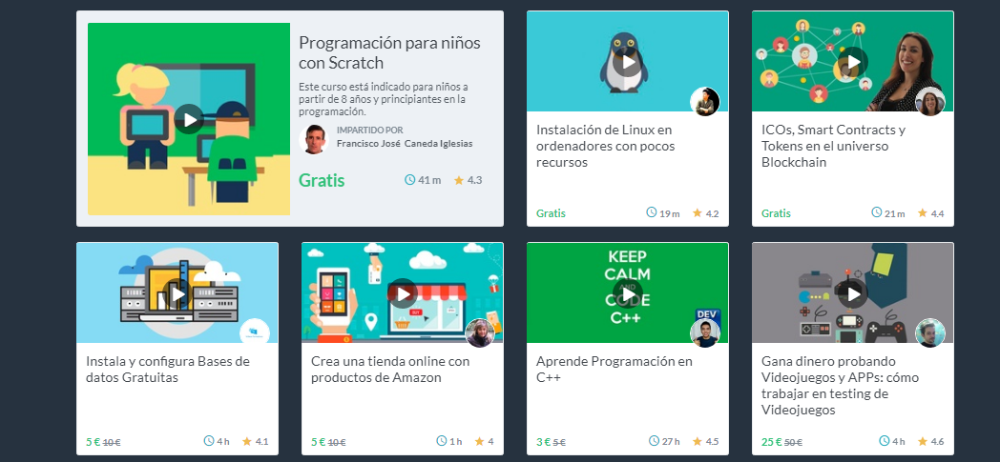 Programación para niños
con Scratch
Este curso está indicado para niños a
partir de 8 años y principiantes en la
programación.
IMPARTIDO POR
Francisco José Caneda Iglesias
Gratis 41 m 4.3
Instalación de Linux en
ordenadores con pocos
recursos
Gratis 19 m 4.2
ICOs, Smart Contracts y
Tokens en el universo
Blockchain
Gratis 21 m 4.4
Instala y configura Bases de
datos Gratuitas
5 € 10 € 4 h 4.1
BUY
Crea una tienda online con
productos de Amazon
5 € 10 € 1 h 4
KEEP
CALM
AND
CODE
C++
DEV
Aprende Programación en
C++
3 € 5 € 27 h 4.5
Gana dinero probando
Videojuegos y APPs: cómo
trabajar en testing de
Videojuegos
25 € 50 € 4 h 4.6